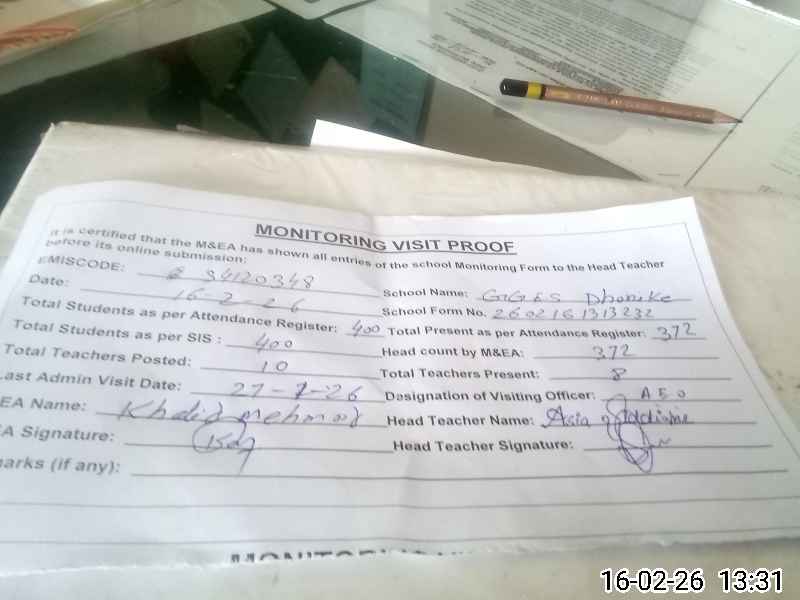 MONITORING VISIT PROOF
It is certified that the M&EA has shown all entries of the school Monitoring Form to the Head Teacher
before its online submission:
EMISCODE: 34120348 School Name: GGES Dhonike
Date: 16-2-26 School Form No. 2602161313232
Total Students as per Attendance Register: 400 Total Present as per Attendance Register: 372
Total Students as per SIS : 400 Head count by M&EA: 372
Total Teachers Posted: 10 Total Teachers Present: 8
Last Admin Visit Date: 27-1-26 Designation of Visiting Officer: AEO
EA Name: Khalid mehmood Head Teacher Name: Asia Siddique
EA Signature: Head Teacher Signature:
arks (if any):
16-02-26 13:31